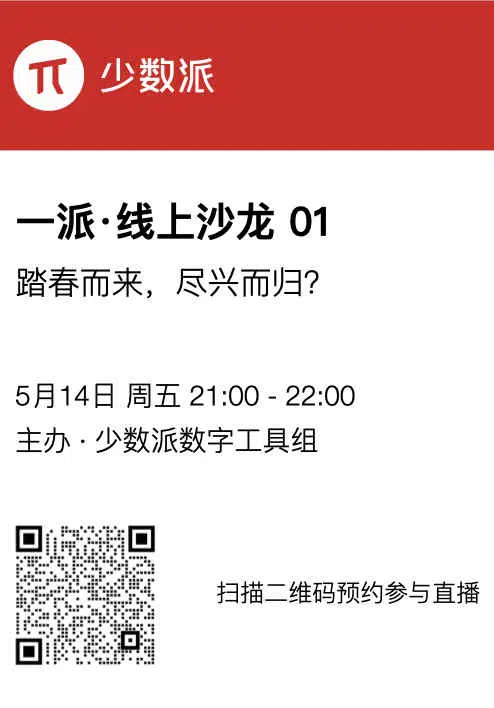 少数派
一派·线上沙龙 01
踏春而来，尽兴而归？
5月14日 周五 21:00 - 22:00
主办 · 少数派数字工具组
扫描二维码预约参与直播